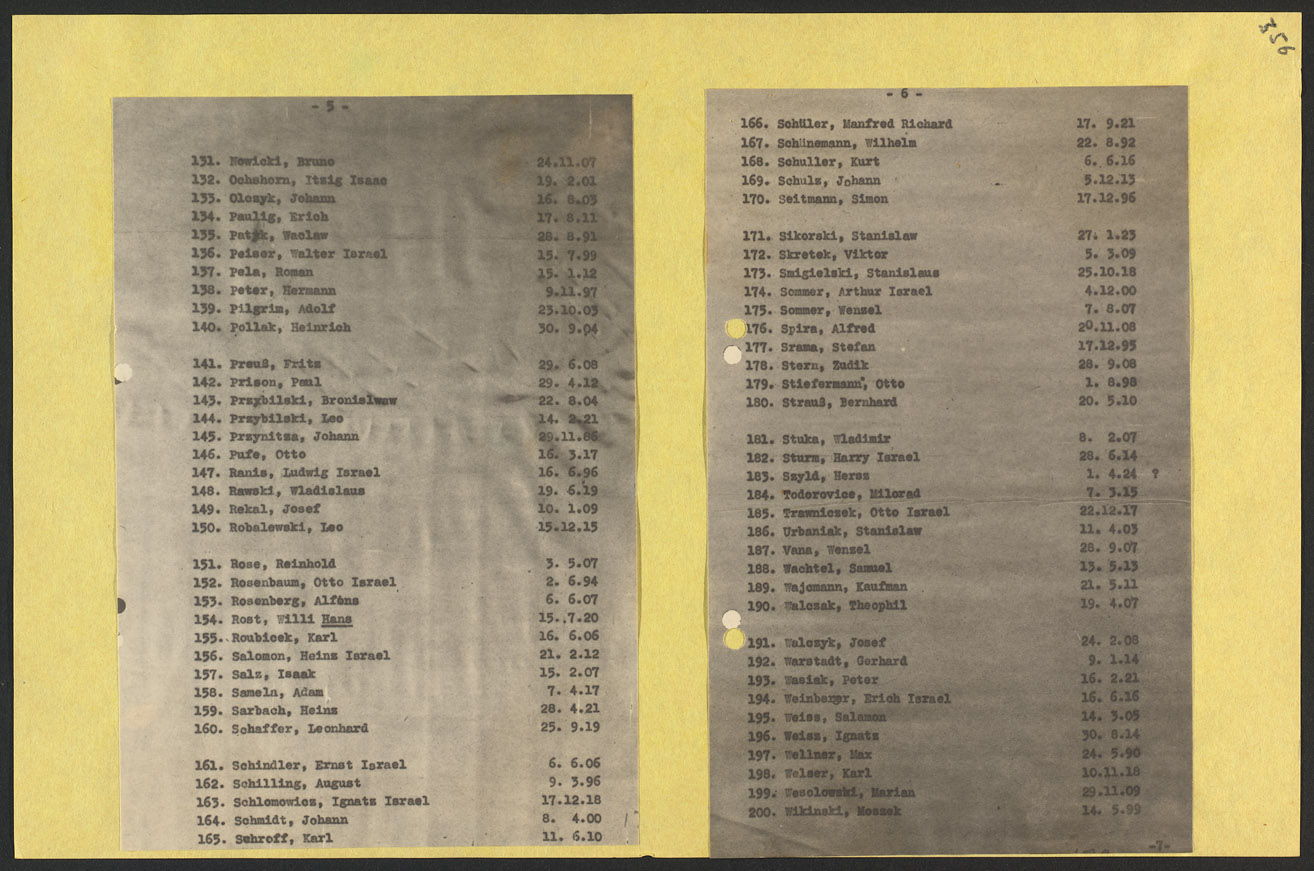 356
- 5 -
131. Nowicki, Bruno 24.11.07
132. Ochshorn, Itzig Isaac 19. 2.01
133. Olczyk, Johann 16. 8.03
134. Paulig, Erich 17. 8.11
135. Patyk, Waclaw 28. 8.91
136. Peiser, Walter Israel 15. 7.99
137. Pela, Roman 15. 1.12
138. Peter, Hermann 9.11.97
139. Pilgrim, Adolf 23.10.03
140. Pollak, Heinrich 30. 9.04
141. Preuß, Fritz 29. 6.08
142. Prison, Paul 29. 4.12
143. Przybilski, Bronislwaw 22. 8.04
144. Przybilski, Leo 14. 2.21
145. Przynitza, Johann 29.11.86
146. Pufe, Otto 16. 3.17
147. Ranis, Ludwig Israel 16. 6.96
148. Rawski, Wladislaus 19. 6.19
149. Rekal, Josef 10. 1.09
150. Robalewski, Leo 15.12.15
151. Rose, Reinhold 3. 5.07
152. Rosenbaum, Otto Israel 2. 6.94
153. Rosenberg, Alfons 6. 6.07
154. Rost, Willi Hans 15. 7.20
155. Roubicek, Karl 16. 6.06
156. Salomon, Heinz Israel 21. 2.12
157. Salz, Isaak 15. 2.07
158. Sameln, Adam 7. 4.17
159. Sarbach, Heinz 28. 4.21
160. Schaffer, Leonhard 25. 9.19
161. Schindler, Ernst Israel 6. 6.06
162. Schilling, August 9. 3.96
163. Schlomowicz, Ignatz Israel 17.12.18
164. Schmidt, Johann 8. 4.00
165. Schroff, Karl 11. 6.10
- 6 -
166. Schüler, Manfred Richard 17. 9.21
167. Schünemann, Wilhelm 22. 8.92
168. Schuller, Kurt 6. 6.16
169. Schulz, Johann 5.12.13
170. Seitmann, Simon 17.12.96
171. Sikorski, Stanislaw 27. 1.23
172. Skretek, Viktor 5. 3.09
173. Smigielski, Stanislaus 25.10.18
174. Sommer, Arthur Israel 4.12.00
175. Sommer, Wenzel 7. 8.07
176. Spira, Alfred 20.11.08
177. Srama, Stefan 17.12.95
178. Stern, Zudik 28. 9.08
179. Stiefermann, Otto 1. 8.98
180. Strauß, Bernhard 20. 5.10
181. Stuka, Wladimir 8. 2.07
182. Sturm, Harry Israel 28. 6.14
183. Szyld, Hersz 1. 4.24 ?
184. Todorovice, Milorad 7. 3.15
185. Trawniczek, Otto Israel 22.12.17
186. Urbaniak, Stanislaw 11. 4.03
187. Vana, Wenzel 28. 9.07
188. Wachtel, Samuel 13. 5.13
189. Wajcmann, Kaufman 21. 5.11
190. Walczak, Theophil 19. 4.07
191. Walczyk, Josef 24. 2.08
192. Warstadt, Gerhard 9. 1.14
193. Wasiak, Peter 16. 2.21
194. Weinberger, Erich Israel 16. 6.16
195. Weiss, Salamon 14. 3.05
196. Weisz, Ignatz 30. 8.14
197. Wellner, Max 24. 5.90
198. Welser, Karl 10.11.18
199. Wesolowski, Marian 29.11.09
200. Wikinski, Moszek 14. 5.99
-7-